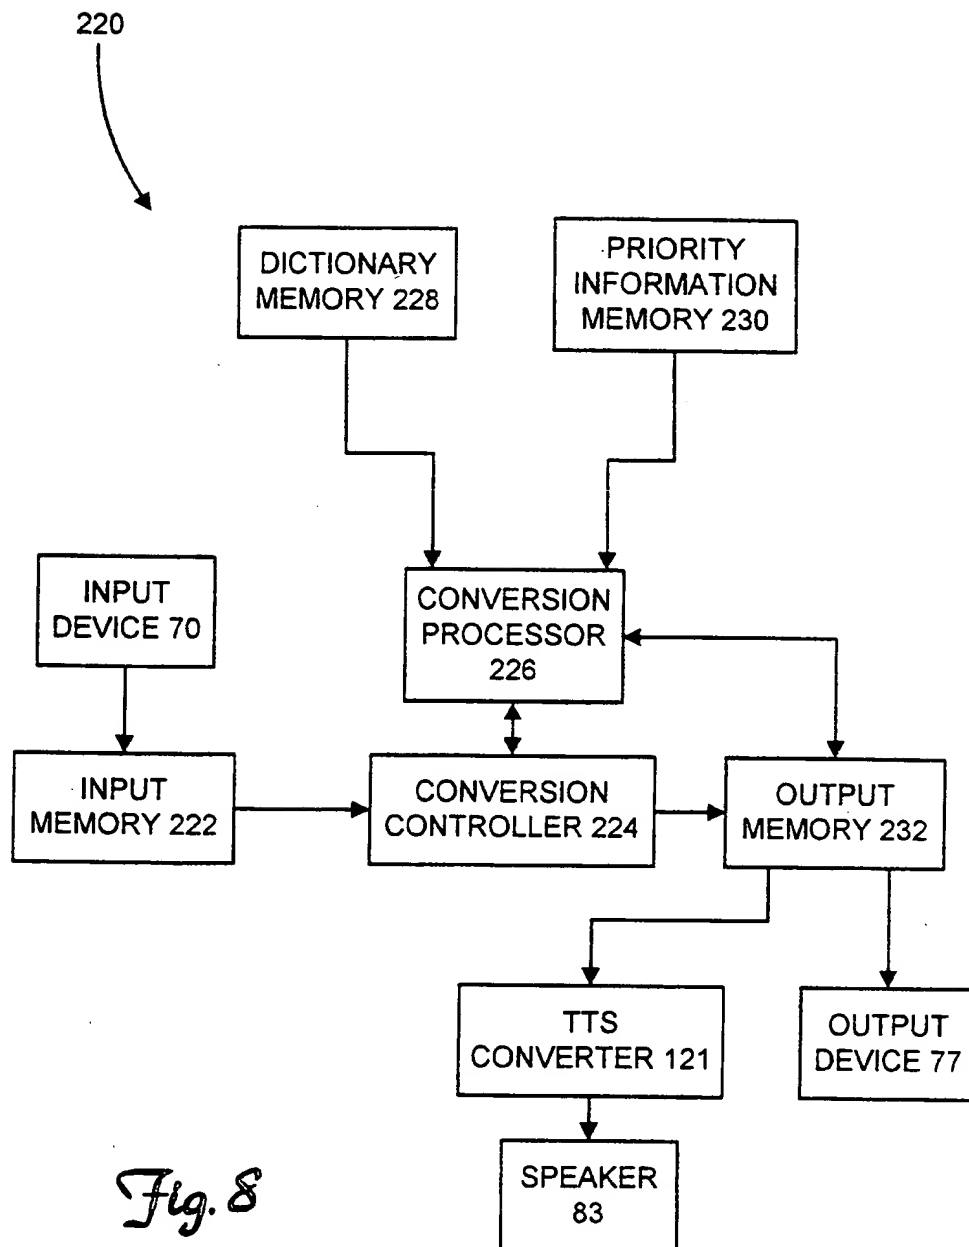 220
DICTIONARY
MEMORY 228
PRIORITY
INFORMATION
MEMORY 230
INPUT
DEVICE 70
CONVERSION
PROCESSOR
226
INPUT
MEMORY 222
CONVERSION
CONTROLLER 224
OUTPUT
MEMORY 232
TTS
CONVERTER 121
OUTPUT
DEVICE 77
SPEAKER
83
Fig. 8